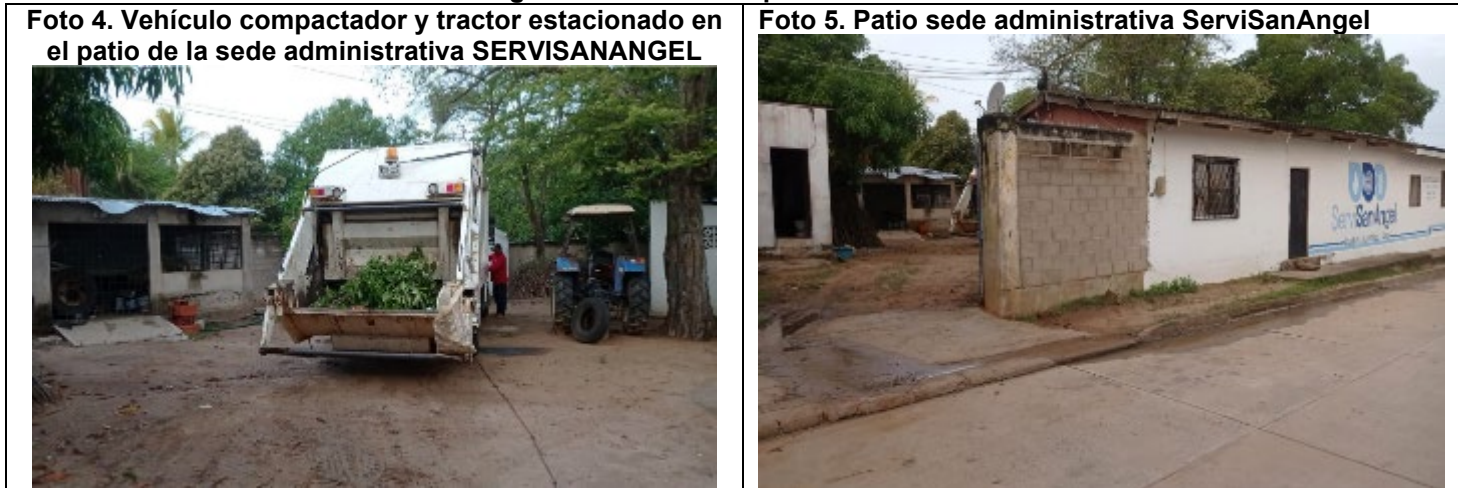 Foto 4. Vehículo compactador y tractor estacionado en
el patio de la sede administrativa SERVISANANGEL
Foto 5. Patio sede administrativa ServiSanAngel
ServiSanAngel